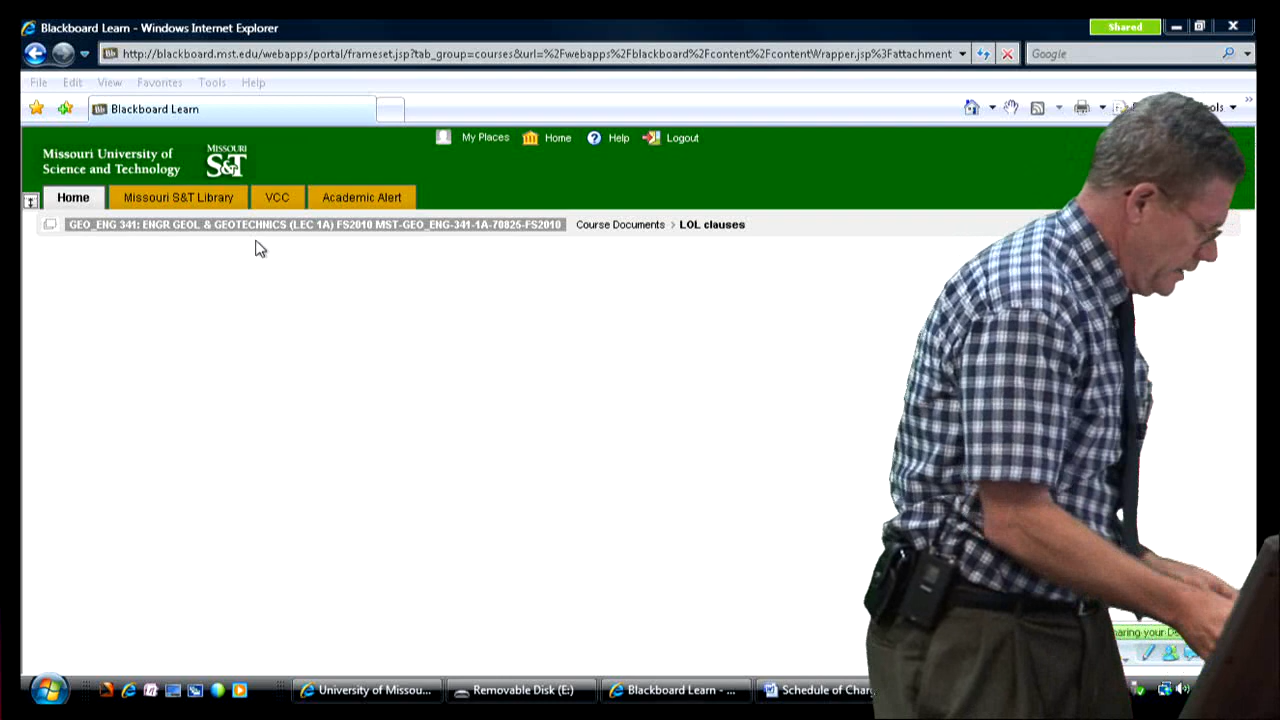 Blackboard Learn - Windows Internet Explorer
Shared
http://blackboard.mst.edu/webapps/portal/frameset.jsp?tab_group=courses&url=%2Fwebapps%2Fblackboard%2Fcontent%2FcontentWrapper.jsp%3Fattachment
Google
File Edit View Favorites Tools Help
Blackboard Learn
My Places Home Help Logout
Missouri University of
Science and Technology
MISSOURI
S&T
Home Missouri S&T Library VCC Academic Alert
GEO_ENG 341: ENGR GEOL & GEOTECHNICS (LEC 1A) FS2010 MST-GEO_ENG-341-1A-70825-FS2010 Course Documents > LOL clauses
your
University of Missou... Removable Disk (E:) Blackboard Learn - ... Schedule of